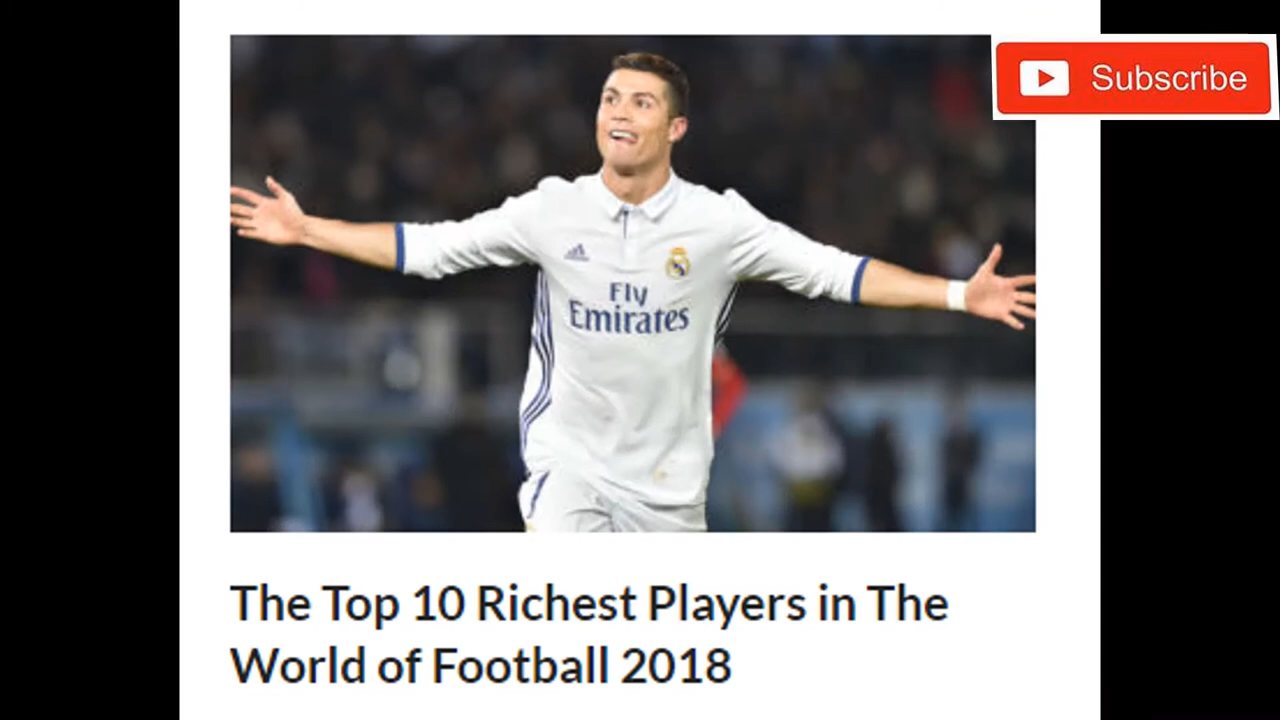 Subscribe
Fly
Emirates
The Top 10 Richest Players in The
World of Football 2018